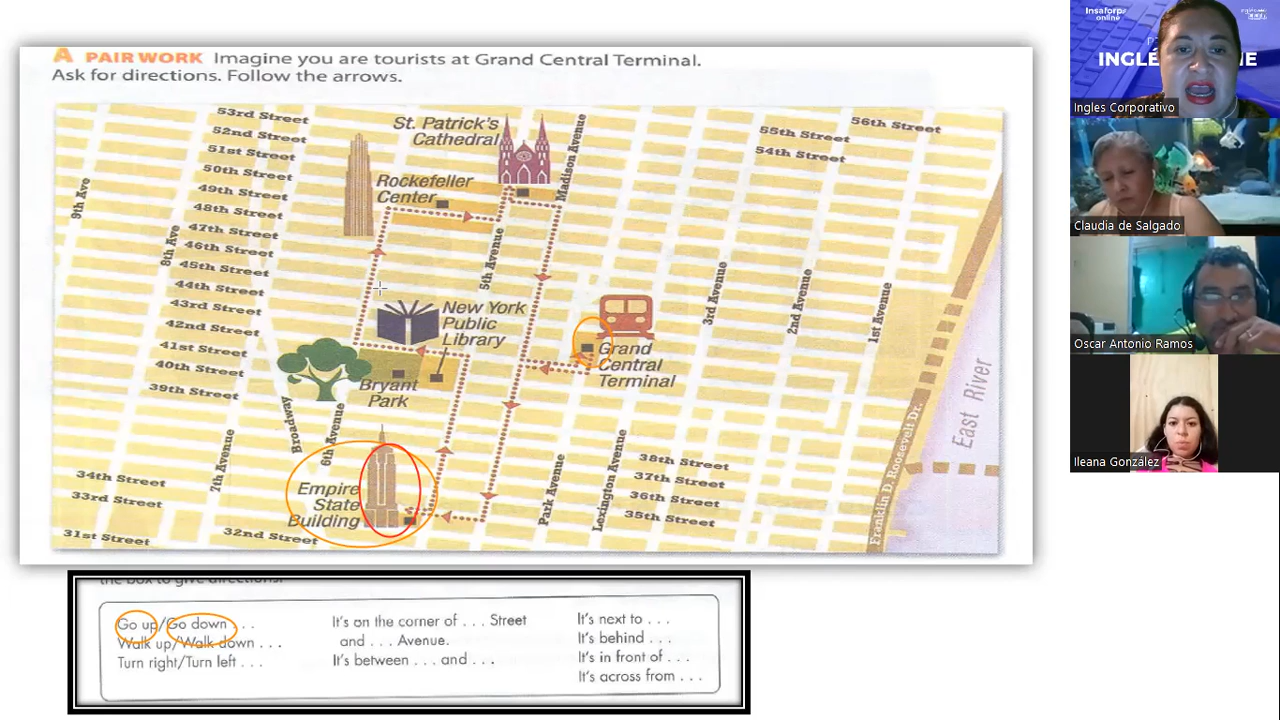 A PAIR WORK Imagine you are tourists at Grand Central Terminal.
Ask for directions. Follow the arrows.
53rd Street
52nd Street
51st Street
50th Street
49th Street
48th Street
47th Street
46th Street
45th Street
44th Street
43rd Street
42nd Street
41st Street
40th Street
39th Street
34th Street
33rd Street
31st Street
32nd Street
9th Ave
8th Ave
7th Avenue
Broadway
6th Avenue
5th Avenue
Madison Avenue
Park Avenue
Lexington Avenue
3rd Avenue
2nd Avenue
1st Avenue
56th Street
55th Street
54th Street
38th Street
37th Street
36th Street
35th Street
Franklin D. Roosevelt Dr.
East River
St. Patrick's
Cathedral
Rockefeller
Center
New York
Public
Library
Bryant
Park
Grand
Central
Terminal
Empire
State
Building
the box to give directions.
Go up/Go down . . .
Walk up/Walk down . . .
Turn right/Turn left . . .
It's on the corner of . . . Street
and . . . Avenue.
It's between . . . and . . .
It's next to . . .
It's behind . . .
It's in front of . . .
It's across from . . .
Insaforp
online
INGLÉ
NE
Ingles Corporativo
Claudia de Salgado
Oscar Antonio Ramos
Ileana González